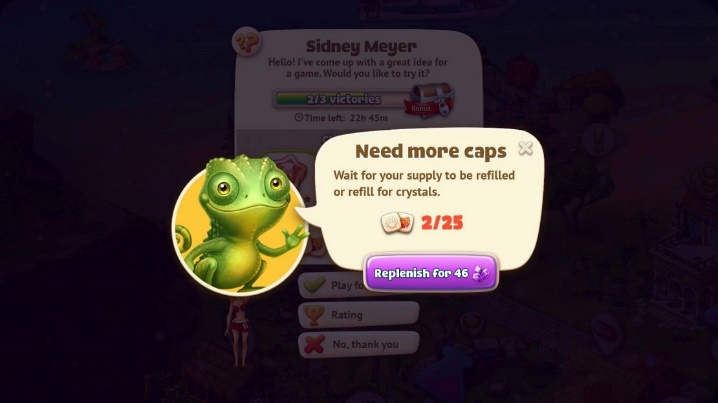 Sidney Meyer
Hello! I've come up with a great idea for
a game. Would you like to try it?
2/3 victories
Bonus
Time left: 22h 45m
Need more caps
Wait for your supply to be refilled
or refill for crystals.
2/25
Replenish for 46
Play fo
Rating
No, thank you